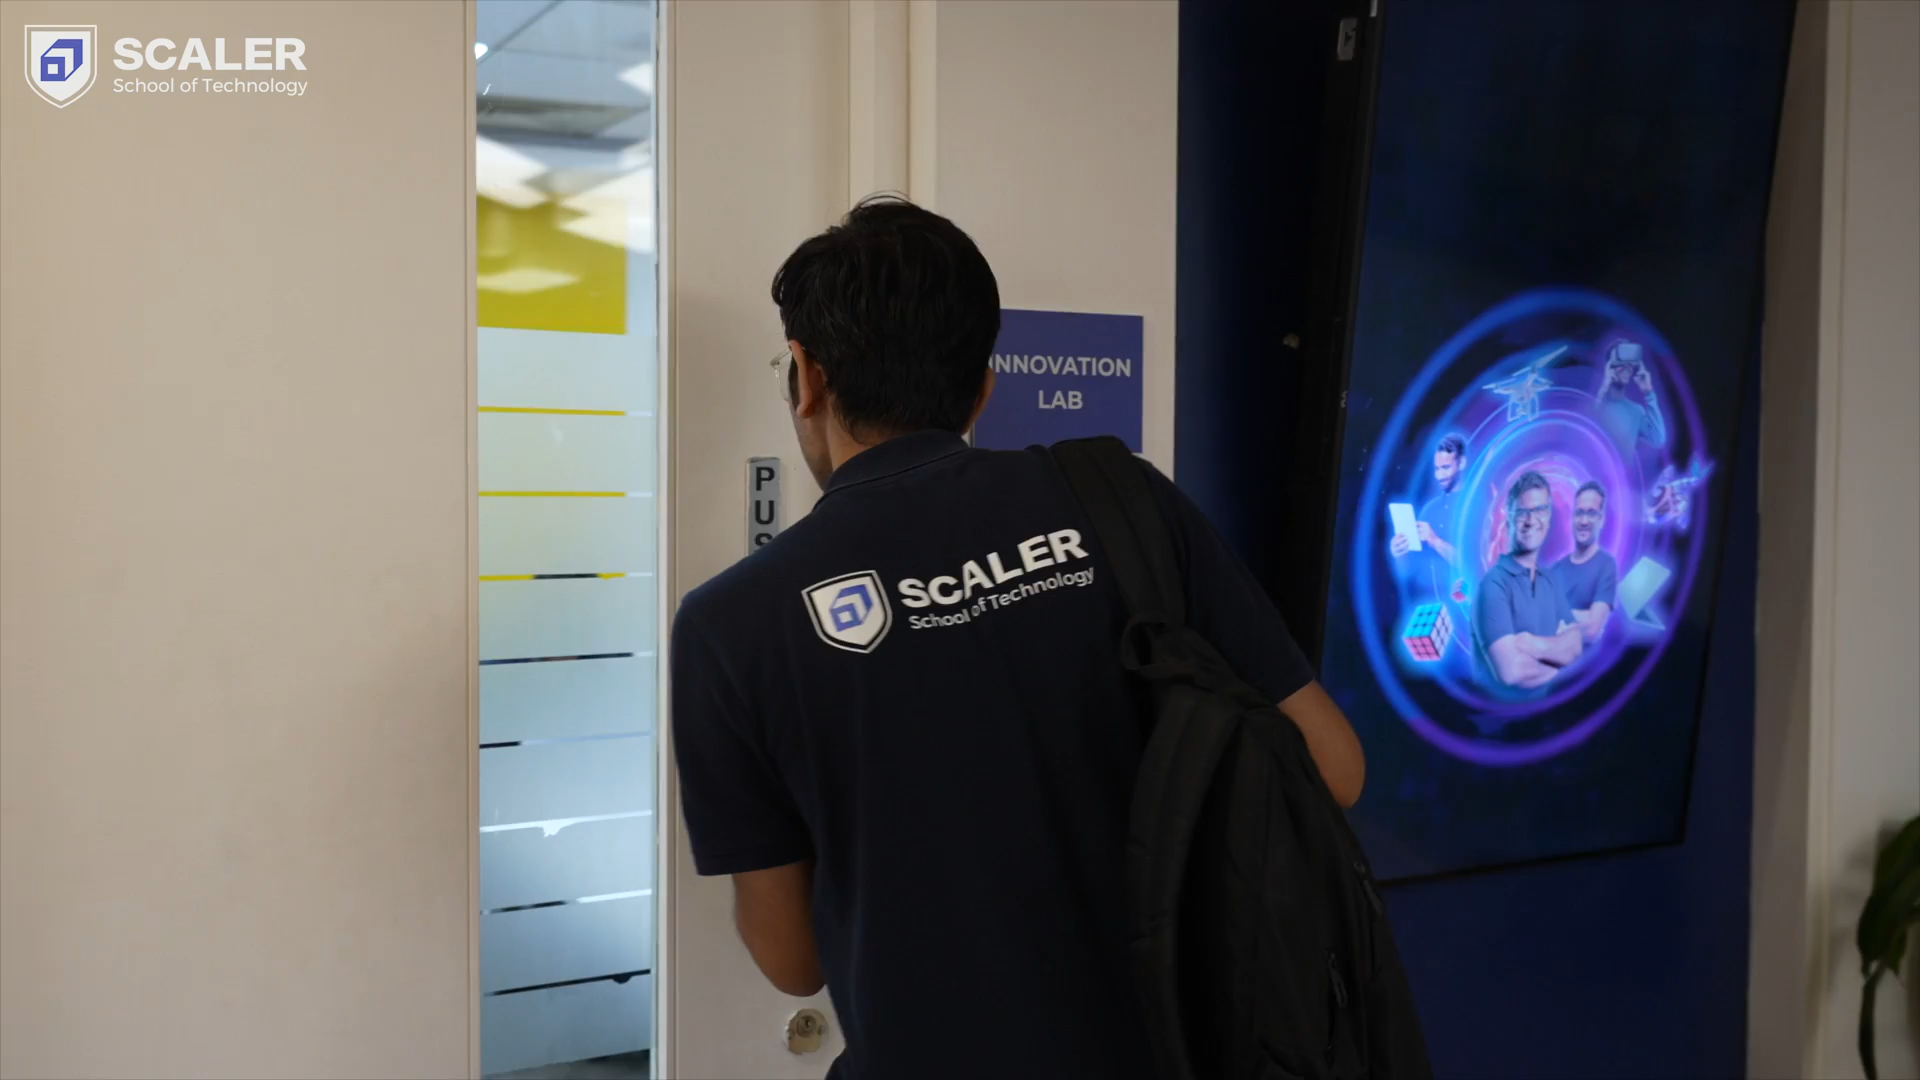 SCALER
School of Technology
INNOVATION
LAB
PUS
SCALER
School of Technology